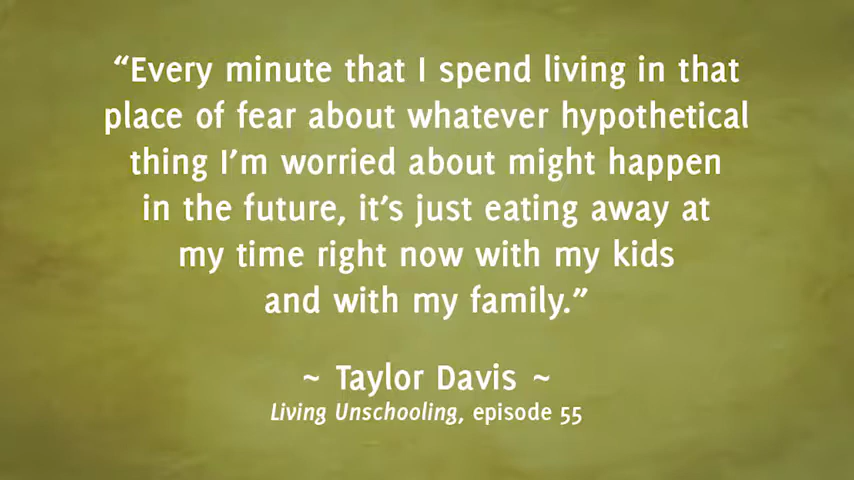 “Every minute that I spend living in that
place of fear about whatever hypothetical
thing I’m worried about might happen
in the future, it’s just eating away at
my time right now with my kids
and with my family.”
~ Taylor Davis ~
Living Unschooling, episode 55